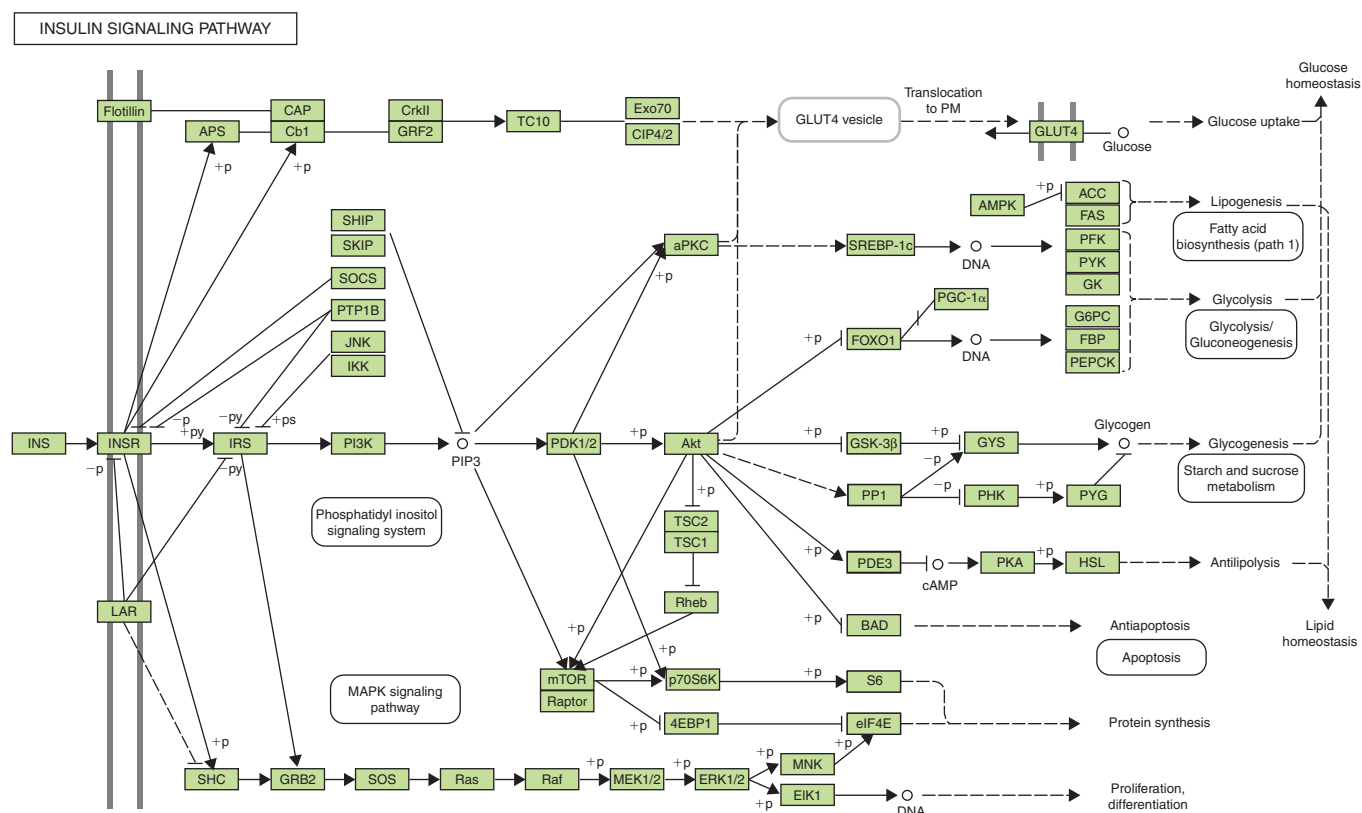 INSULIN SIGNALING PATHWAY
Glucose
homeostasis
Flotillin
CAP
CrkII
Exo70
Translocation
to PM
APS
Cb1
GRF2
TC10
CIP4/2
GLUT4 vesicle
GLUT4
Glucose
Glucose uptake
+p
+p
SHIP
SKIP
SOCS
PTP1B
JNK
IKK
aPKC
+p
SREBP-1c
DNA
AMPK
+p
ACC
FAS
PFK
PYK
GK
Lipogenesis
Fatty acid
biosynthesis (path 1)
PGC-1α
+p
FOXO1
DNA
G6PC
FBP
PEPCK
Glycolysis
Glycolysis/
Gluconeogenesis
–p
+py
–py
+ps
INS
INSR
IRS
PI3K
PIP3
PDK1/2
+p
Akt
+p
GSK-3β
+p
GYS
Glycogen
Glycogenesis
–p
–py
–p
–p
+p
Starch and sucrose
metabolism
PP1
PHK
PYG
+p
Phosphatidyl inositol
signaling system
TSC2
TSC1
+p
PDE3
cAMP
PKA
+p
HSL
Antilipolysis
LAR
Rheb
+p
BAD
Antiapoptosis
Apoptosis
Lipid
homeostasis
+p
+p
MAPK signaling
pathway
mTOR
Raptor
+p
p70S6K
+p
S6
+p
4EBP1
eIF4E
Protein synthesis
+p
SHC
GRB2
SOS
Ras
Raf
+p
MEK1/2
+p
ERK1/2
+p
MNK
+p
+p
ElK1
DNA
Proliferation,
differentiation